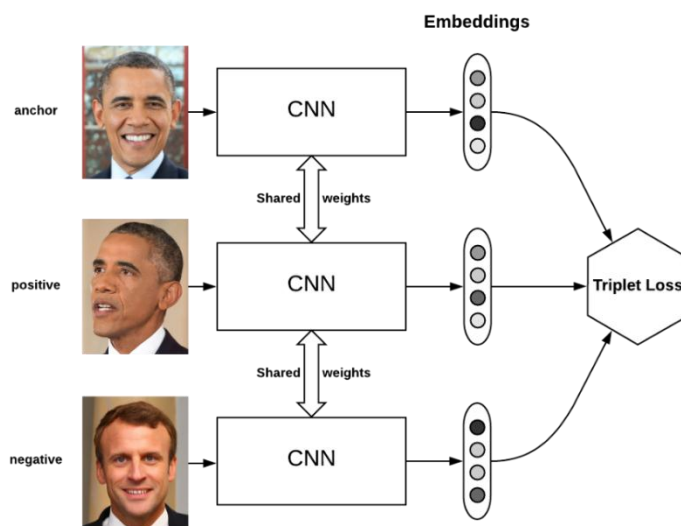 Embeddings
anchor
CNN
Shared weights
positive
CNN
Triplet Loss
Shared weights
negative
CNN